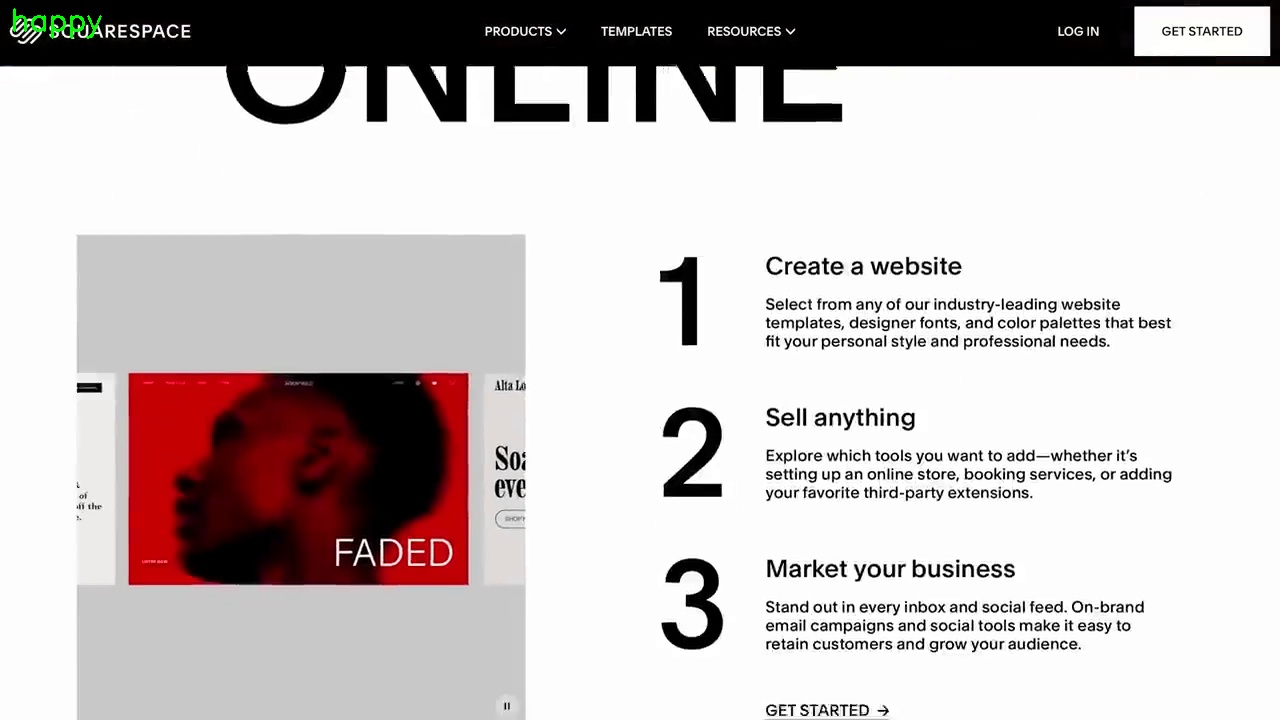 happy
SQUARESPACE
PRODUCTS
TEMPLATES
RESOURCES
LOG IN
GET STARTED
ONLINE
1
Create a website
Select from any of our industry-leading website
templates, designer fonts, and color palettes that best
fit your personal style and professional needs.
Alta Lo
Soa
eve
SHOP
of
off the
FADED
2
Sell anything
Explore which tools you want to add—whether it's
setting up an online store, booking services, or adding
your favorite third-party extensions.
3
Market your business
Stand out in every inbox and social feed. On-brand
email campaigns and social tools make it easy to
retain customers and grow your audience.
GET STARTED →